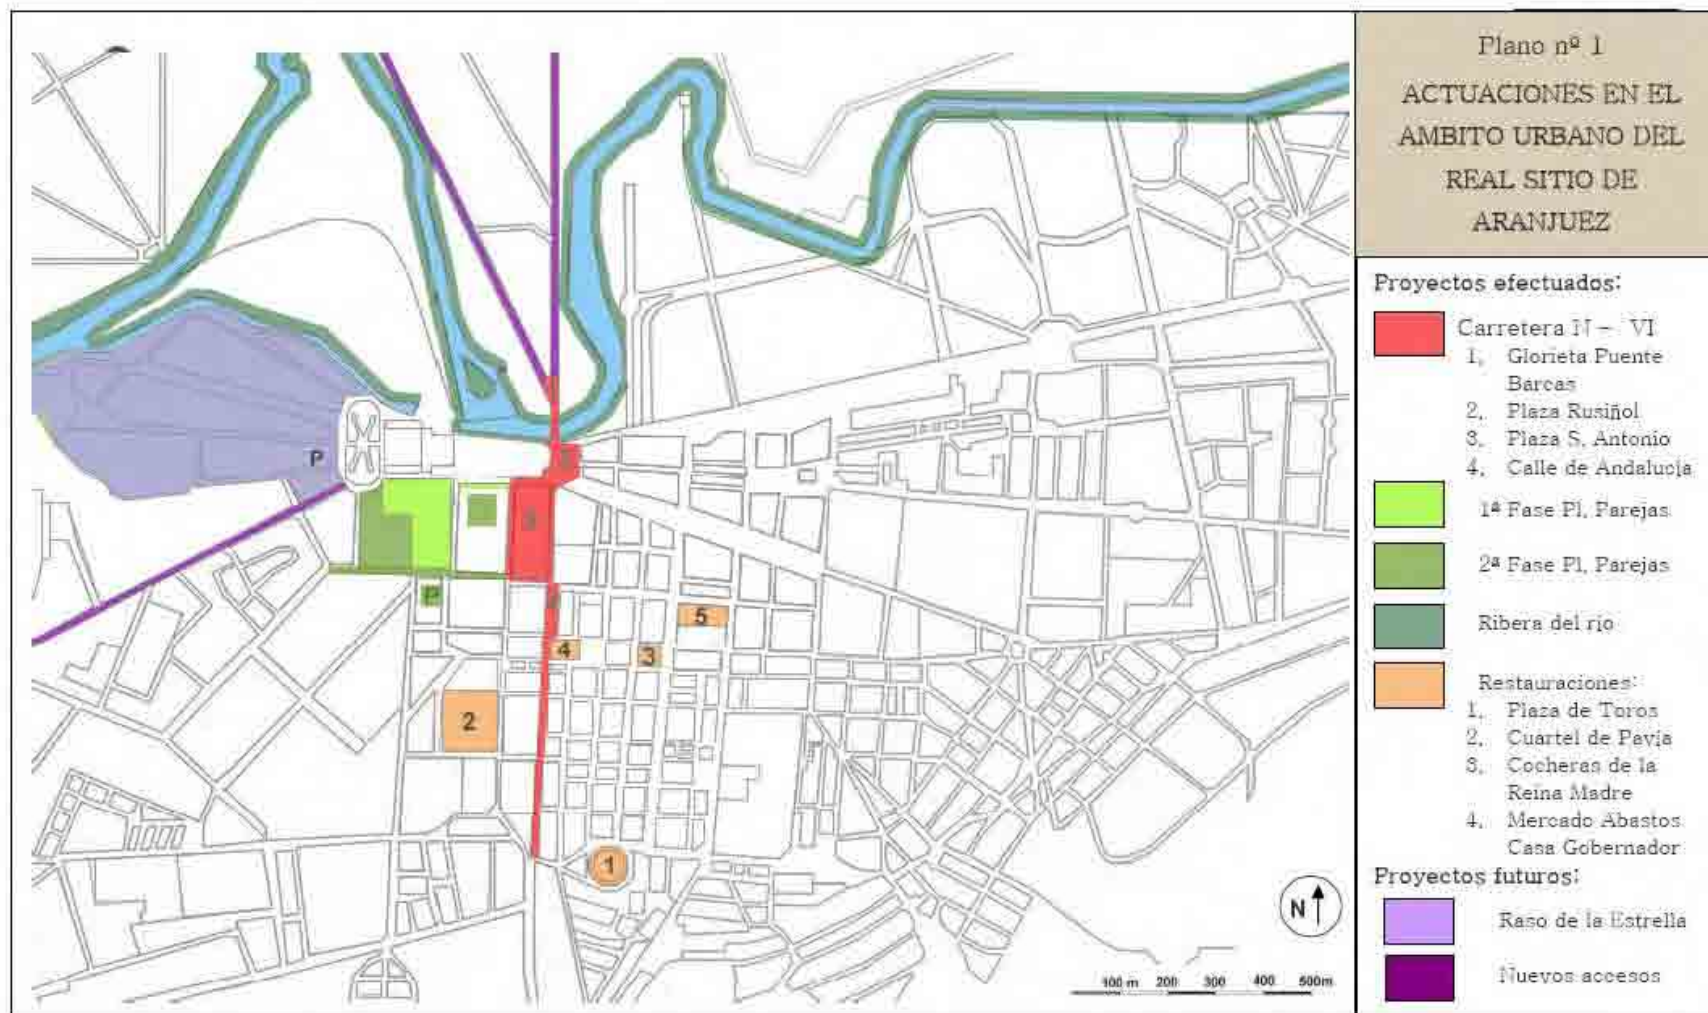 Plano nº 1
ACTUACIONES EN EL
AMBITO URBANO DEL
REAL SITIO DE
ARANJUEZ
Proyectos efectuados:
Carretera N - VI
1, Glorieta Puente
Barcas
2, Plaza Rusiñol
3, Plaza S, Antonio
4, Calle de Andalucía
1ª Fase Pl, Parejas
2ª Fase Pl, Parejas
Ribera del río
Restauraciones:
1, Plaza de Toros
2, Cuartel de Pavía
3, Cocheras de la
Reina Madre
4, Mercado Abastos
Casa Gobernador
Proyectos futuros:
Raso de la Estrella
Nuevos accesos
P
3
P
5
4
3
2
1
N
100 m 200 300 400 500m